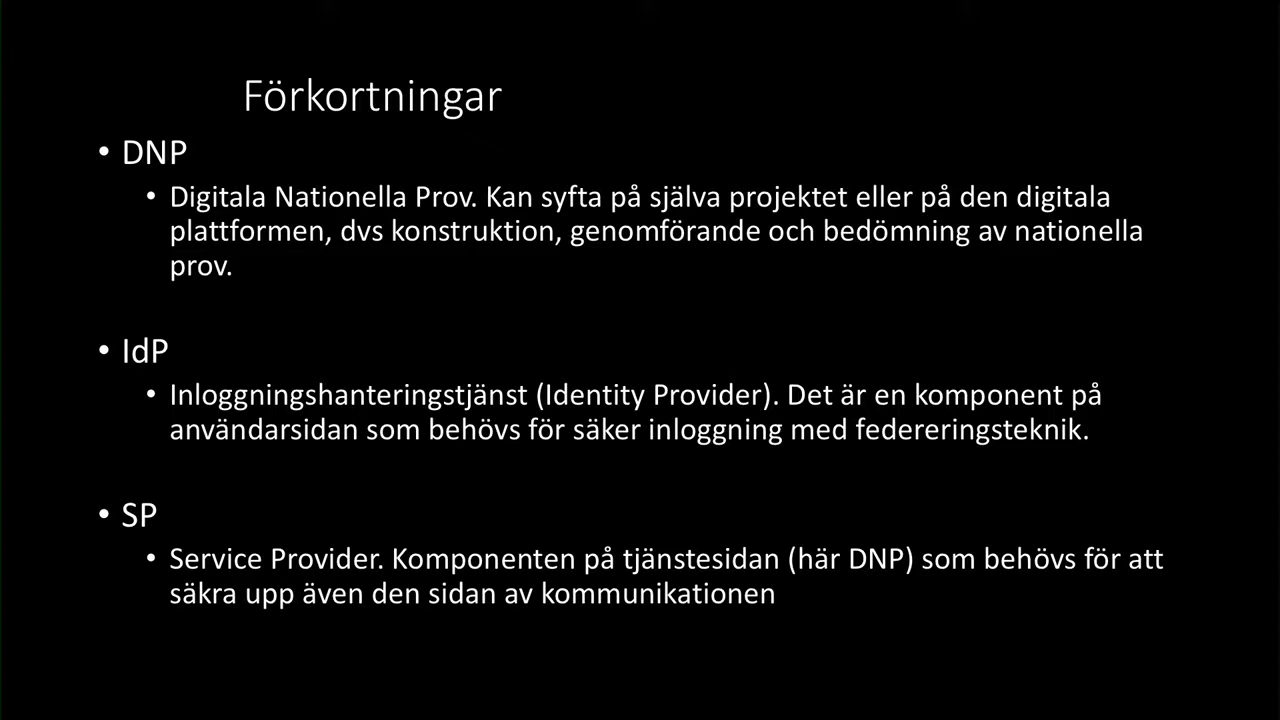 Förkortningar
• DNP
• Digitala Nationella Prov. Kan syfta på själva projektet eller på den digitala
plattformen, dvs konstruktion, genomförande och bedömning av nationella
prov.
• IdP
• Inloggningshanteringstjänst (Identity Provider). Det är en komponent på
användarsidan som behövs för säker inloggning med federeringsteknik.
• SP
• Service Provider. Komponenten på tjänstesidan (här DNP) som behövs för att
säkra upp även den sidan av kommunikationen